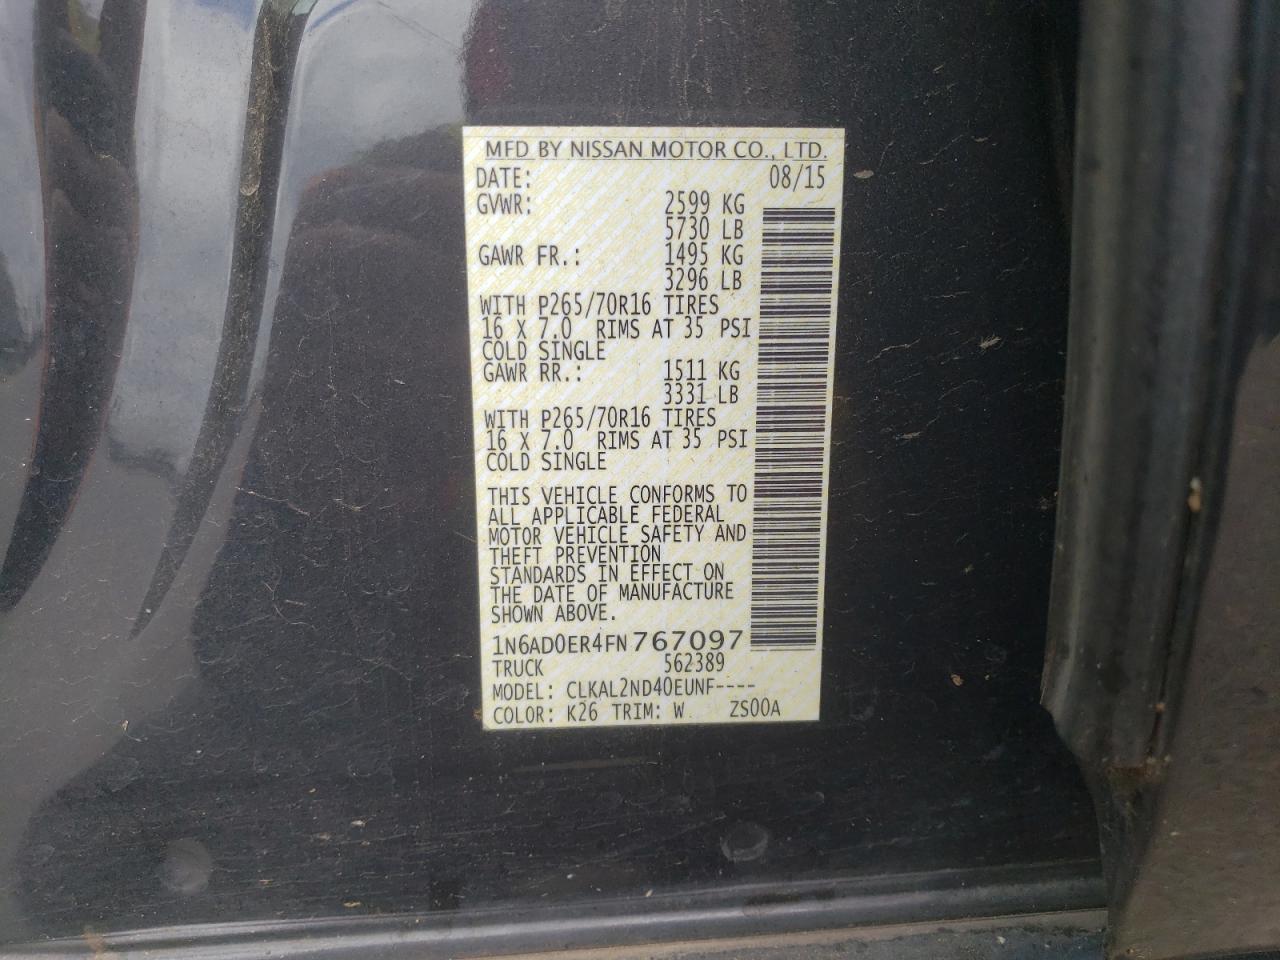 MFD BY NISSAN MOTOR CO., LTD.
DATE: 08/15
GVWR: 2599 KG
5730 LB
GAWR FR.: 1495 KG
3296 LB
WITH P265/70R16 TIRES
16 X 7.0 RIMS AT 35 PSI
COLD SINGLE
GAWR RR.: 1511 KG
3331 LB
WITH P265/70R16 TIRES
16 X 7.0 RIMS AT 35 PSI
COLD SINGLE
THIS VEHICLE CONFORMS TO
ALL APPLICABLE FEDERAL
MOTOR VEHICLE SAFETY AND
THEFT PREVENTION
STANDARDS IN EFFECT ON
THE DATE OF MANUFACTURE
SHOWN ABOVE.
1N6AD0ER4FN767097
TRUCK 562389
MODEL: CLKAL2ND40EUNF----
COLOR: K26 TRIM: W ZS00A